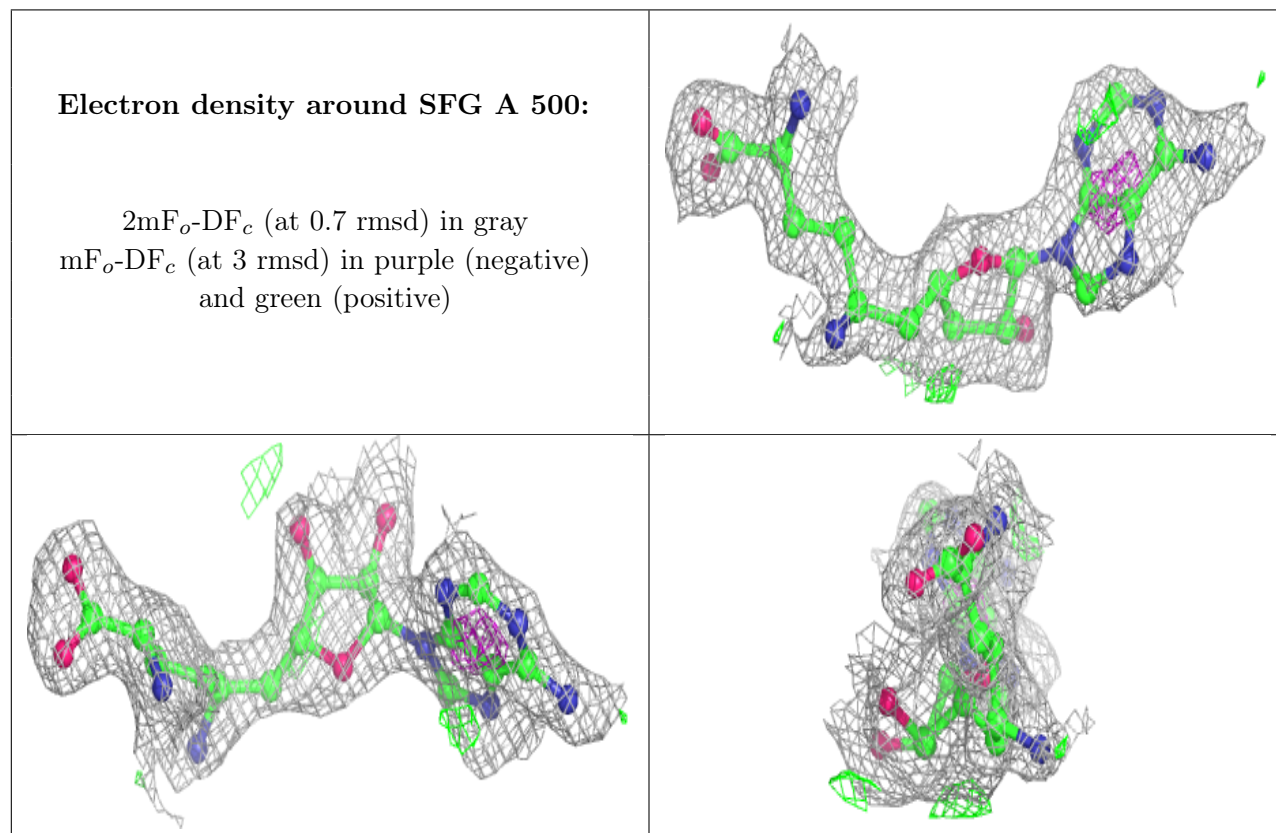 Electron density around SFG A 500:
2mFo-DFc (at 0.7 rmsd) in gray
mFo-DFc (at 3 rmsd) in purple (negative)
and green (positive)